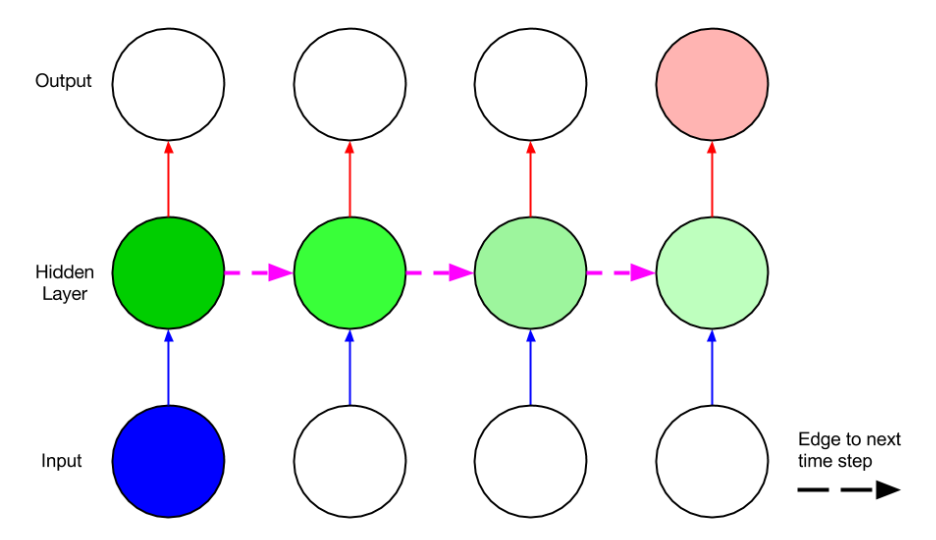 Output
Hidden
Layer
Input
Edge to next
time step